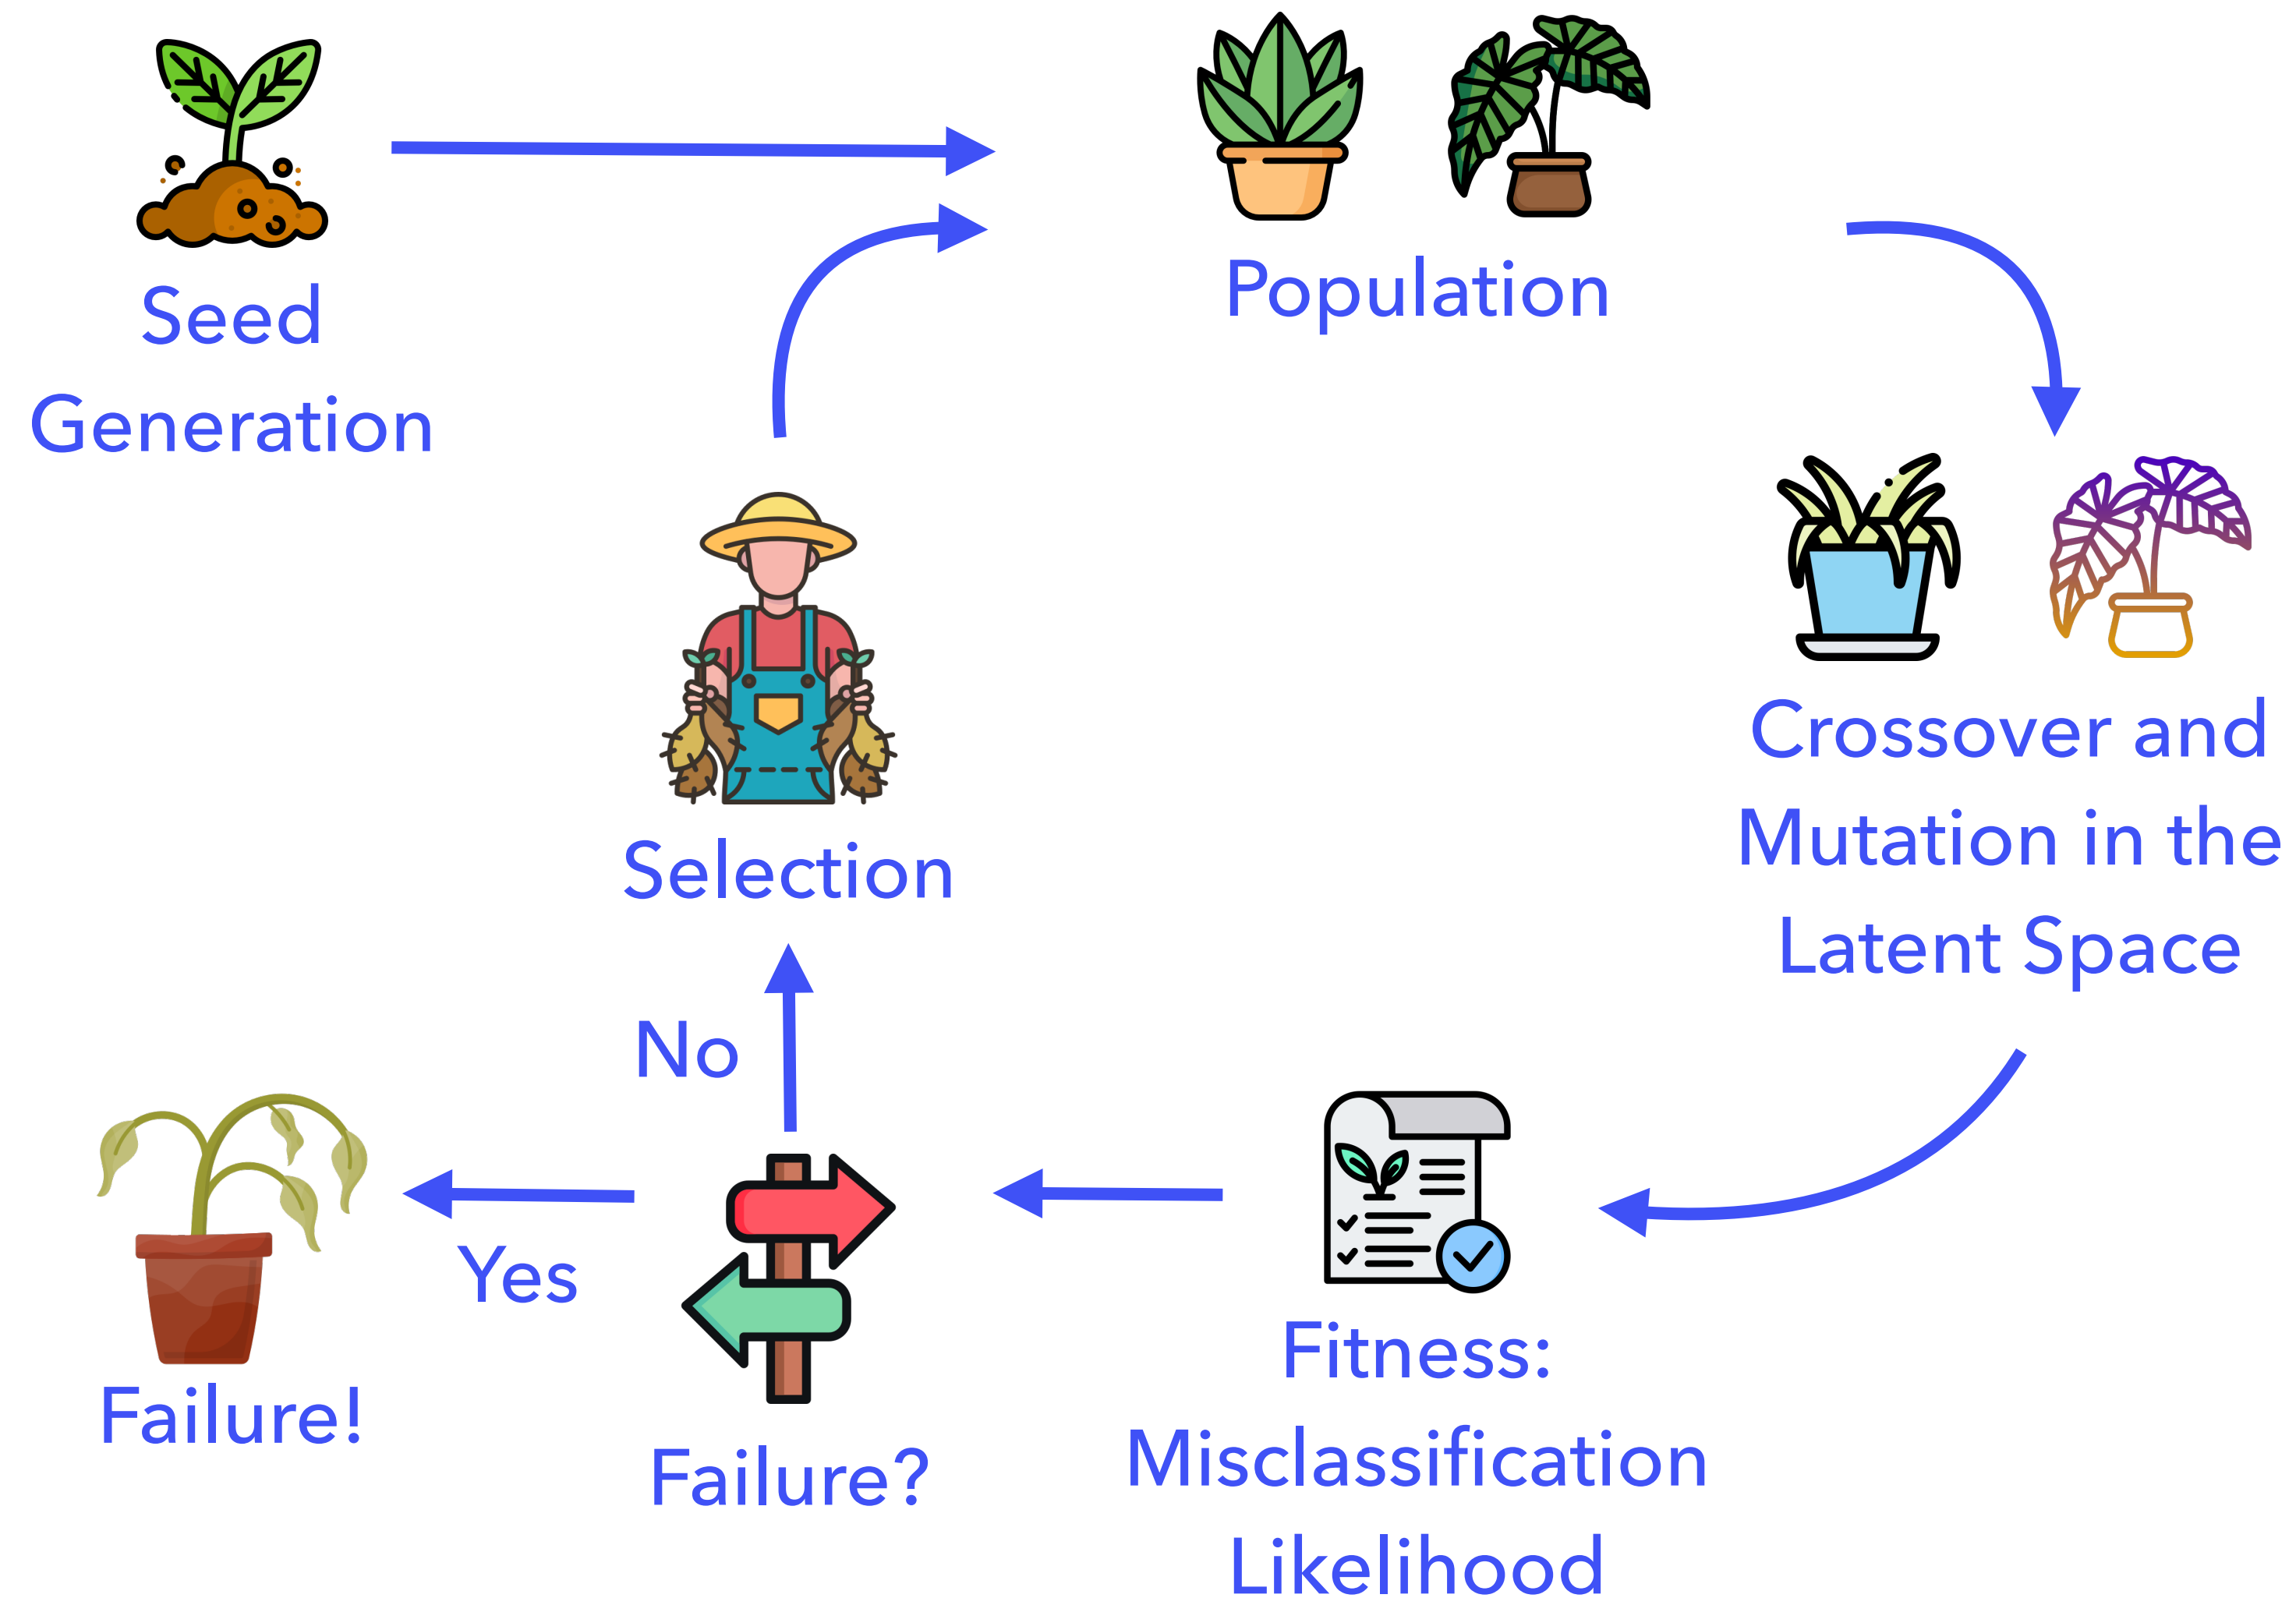 Seed
Generation
Population
Crossover and
Mutation in the
Latent Space
Selection
No
Yes
Failure!
Failure?
Fitness:
Misclassification
Likelihood